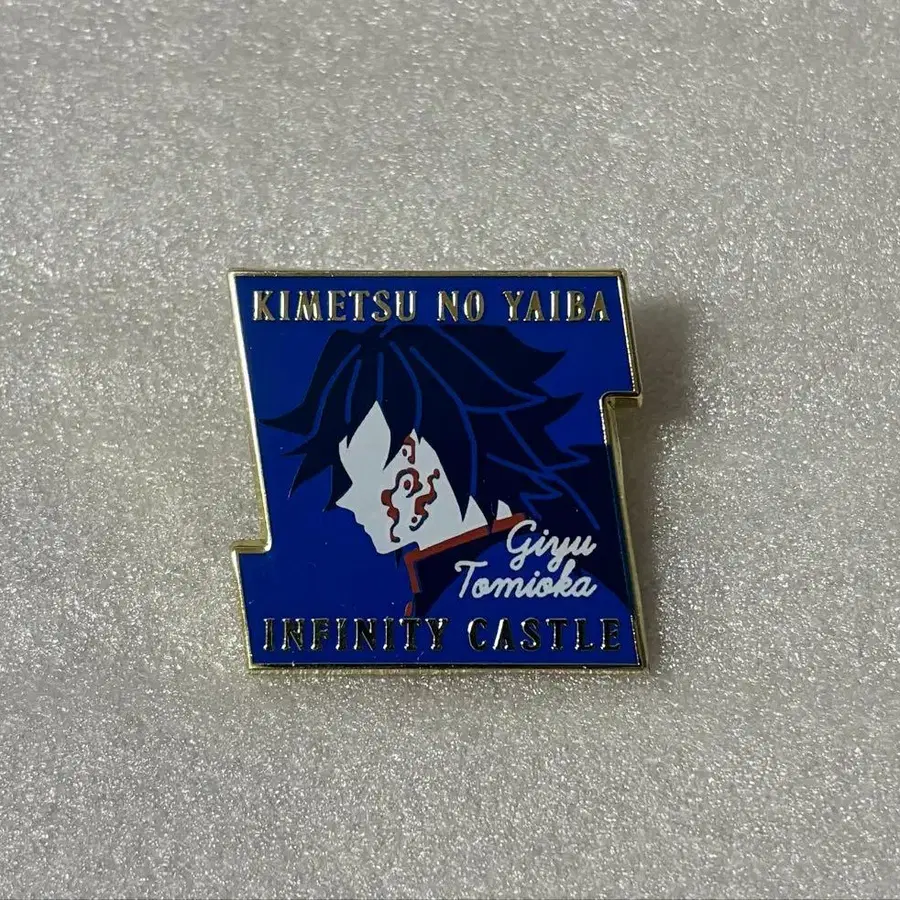 KIMETSU NO YAIBA
Giyu
Tomioka
INFINITY CASTLE